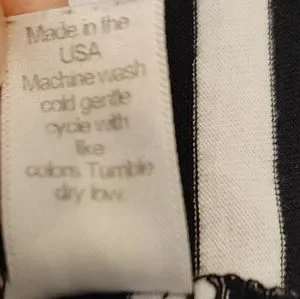 Made in the
USA
Machine wash
cold gentle
cycle with
like
colors. Tumble
dry low.